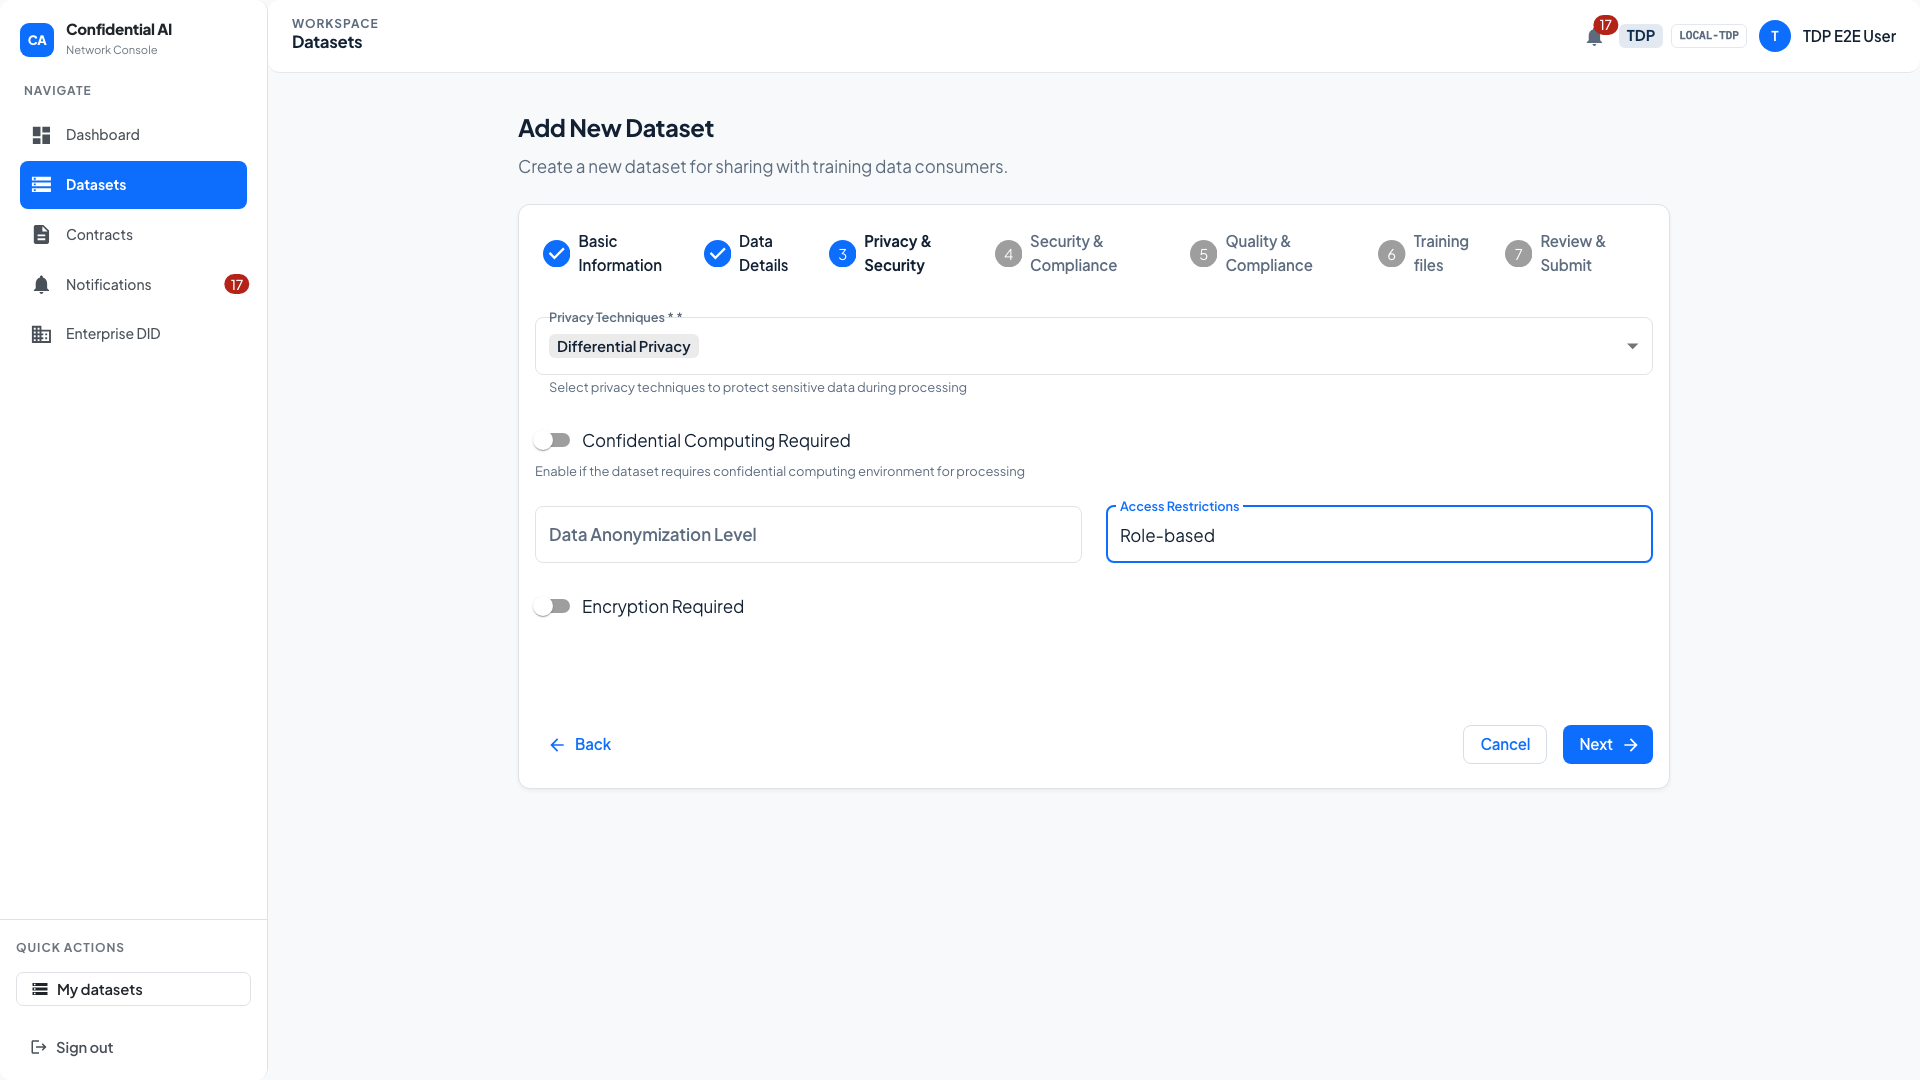 CA
Confidential AI
Network Console
NAVIGATE
Dashboard
Datasets
Contracts
Notifications
17
Enterprise DID
QUICK ACTIONS
My datasets
Sign out
WORKSPACE
Datasets
17
TDP
LOCAL-TDP
T
TDP E2E User
Add New Dataset
Create a new dataset for sharing with training data consumers.
Basic
Information
Data
Details
3
Privacy &
Security
4
Security &
Compliance
5
Quality &
Compliance
6
Training
files
7
Review &
Submit
Privacy Techniques * *
Differential Privacy
Select privacy techniques to protect sensitive data during processing
Confidential Computing Required
Enable if the dataset requires confidential computing environment for processing
Data Anonymization Level
Access Restrictions
Role-based
Encryption Required
Back
Cancel
Next